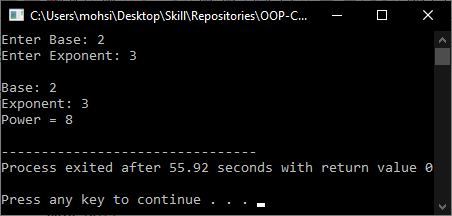 C:\Users\mohsi\Desktop\Skill\Repositories\OOP-C...
Enter Base: 2
Enter Exponent: 3
Base: 2
Exponent: 3
Power = 8
--------------------------------
Process exited after 55.92 seconds with return value 0
Press any key to continue . . .